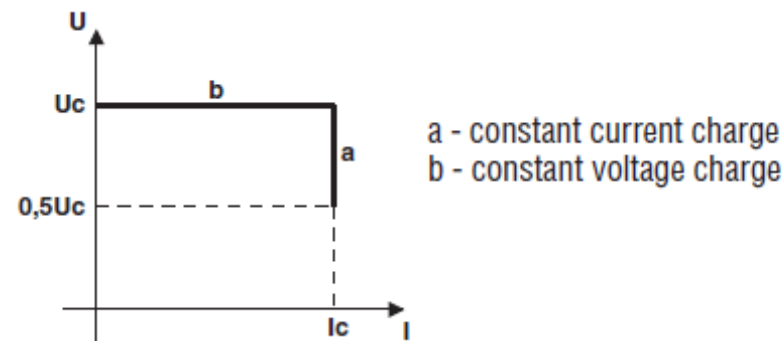 U
Uc
b
a
0,5Uc
Ic
I
a - constant current charge
b - constant voltage charge